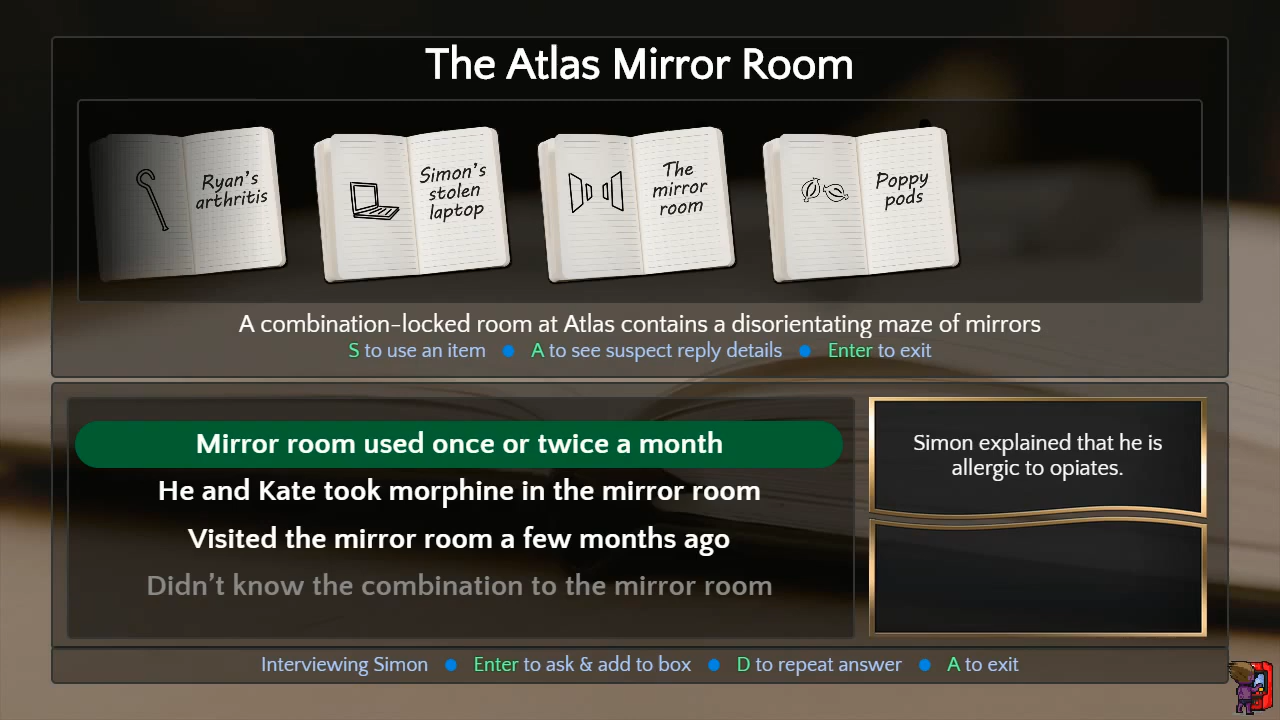 The Atlas Mirror Room
Ryan's
arthritis
Simon's
stolen
laptop
The
mirror
room
Poppy
pods
A combination-locked room at Atlas contains a disorientating maze of mirrors
S to use an item
A to see suspect reply details
Enter to exit
Mirror room used once or twice a month
He and Kate took morphine in the mirror room
Visited the mirror room a few months ago
Didn't know the combination to the mirror room
Simon explained that he is
allergic to opiates.
Interviewing Simon
Enter to ask & add to box
D to repeat answer
A to exit